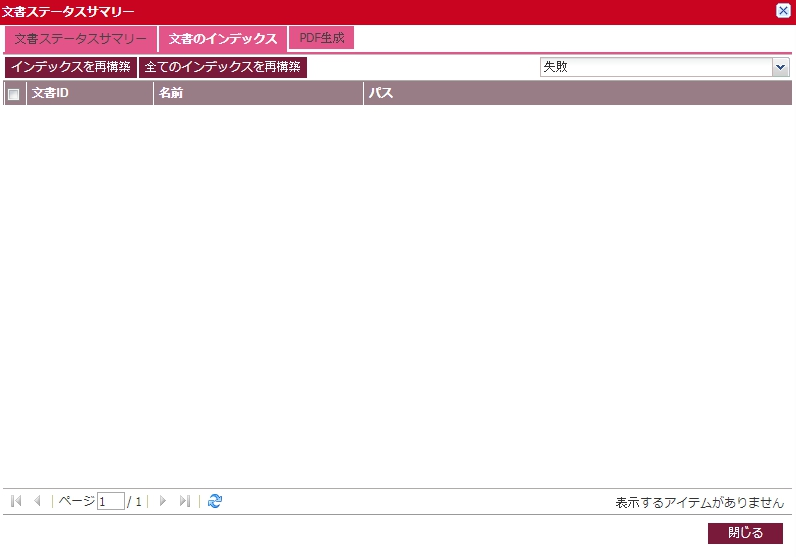 文書ステータスサマリー
文書ステータスサマリー 文書のインデックス PDF生成
インデックスを再構築 全てのインデックスを再構築 失敗
文書ID 名前 パス
ページ 1 / 1 表示するアイテムがありません
閉じる